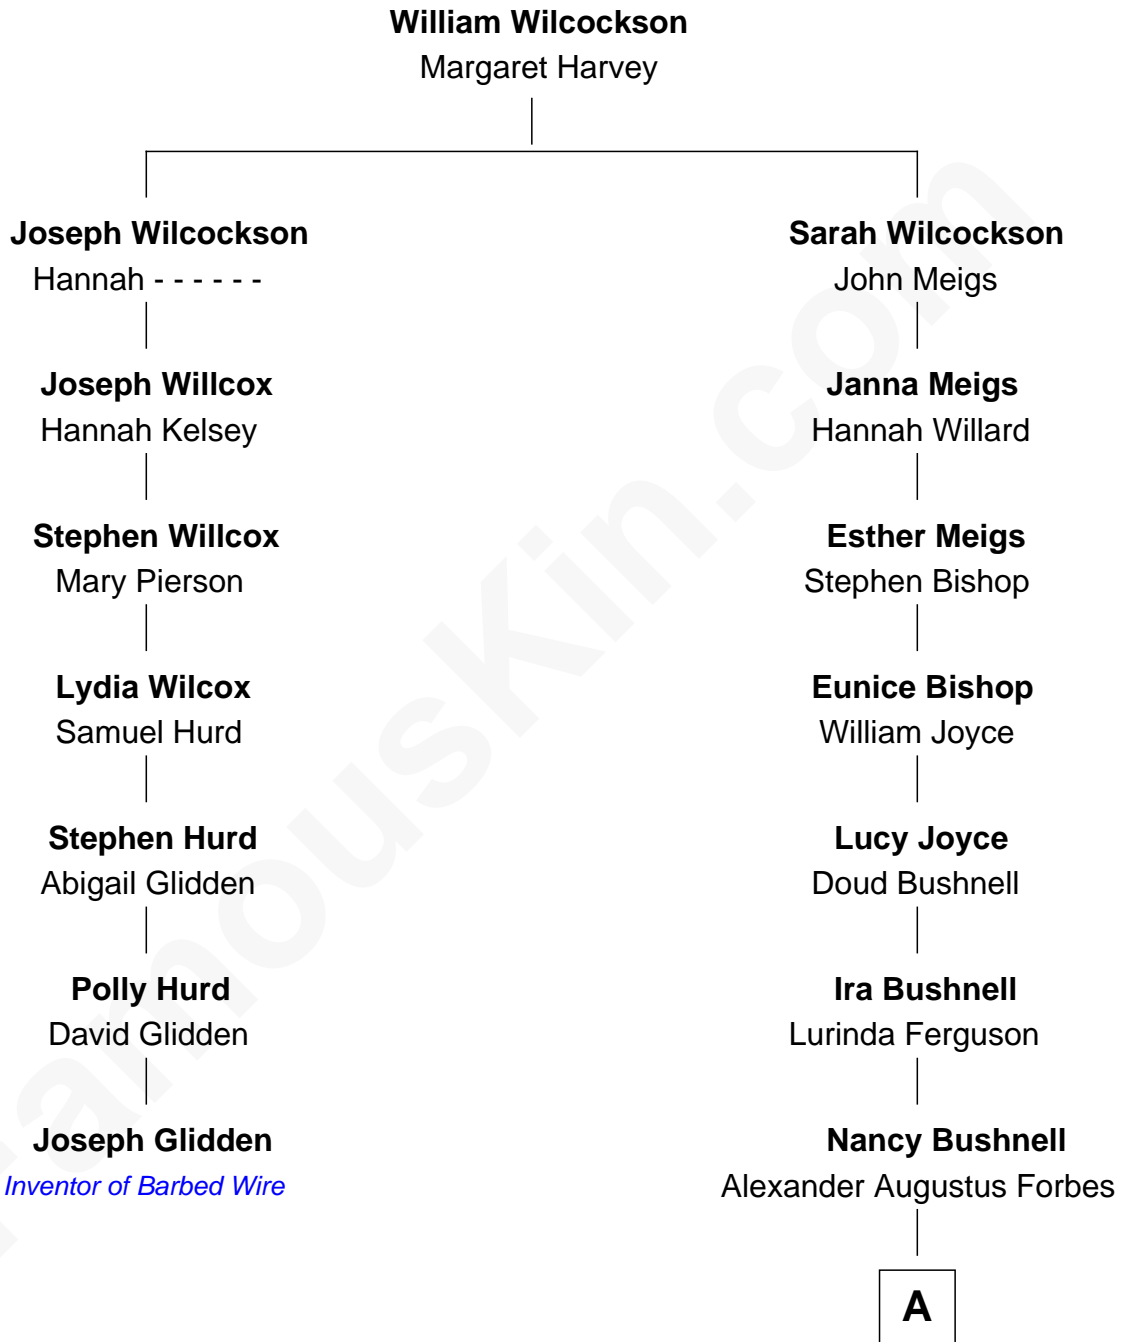 William Wilcockson
Margaret Harvey
Joseph Wilcockson
Hannah - - - - - -
Joseph Willcox
Hannah Kelsey
Stephen Willcox
Mary Pierson
Lydia Wilcox
Samuel Hurd
Stephen Hurd
Abigail Glidden
Polly Hurd
David Glidden
Joseph Glidden
Inventor of Barbed Wire
Sarah Wilcockson
John Meigs
Janna Meigs
Hannah Willard
Esther Meigs
Stephen Bishop
Eunice Bishop
William Joyce
Lucy Joyce
Doud Bushnell
Ira Bushnell
Lurinda Ferguson
Nancy Bushnell
Alexander Augustus Forbes
A
FamousKin.com